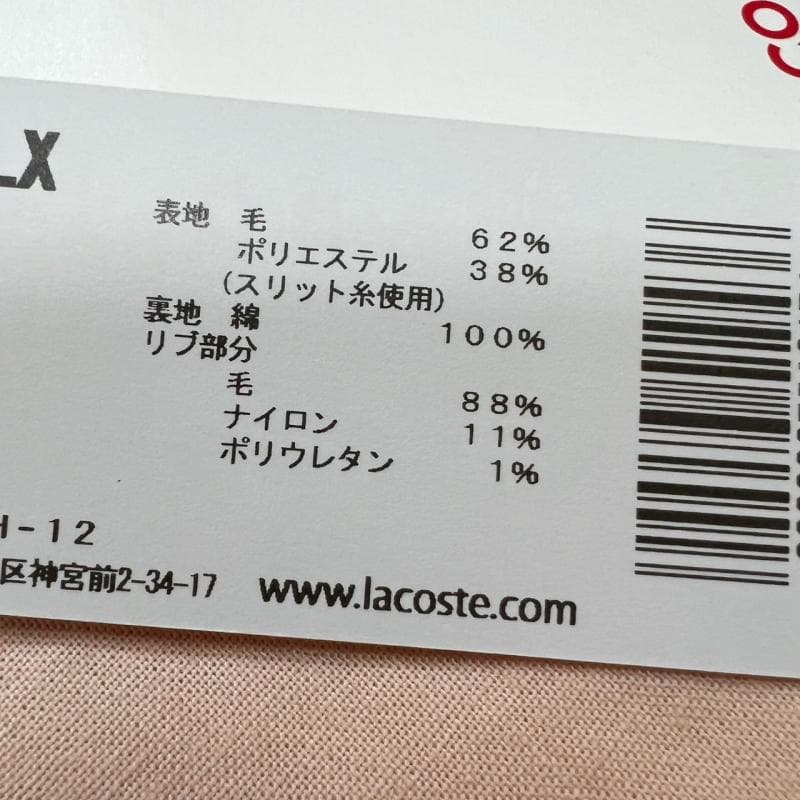 LX
表地 毛 62%
ポリエステル 38%
(スリット糸使用)
裏地 綿 100%
リブ部分
毛 88%
ナイロン 11%
ポリウレタン 1%
H-12
区神宮前2-34-17 www.lacoste.com